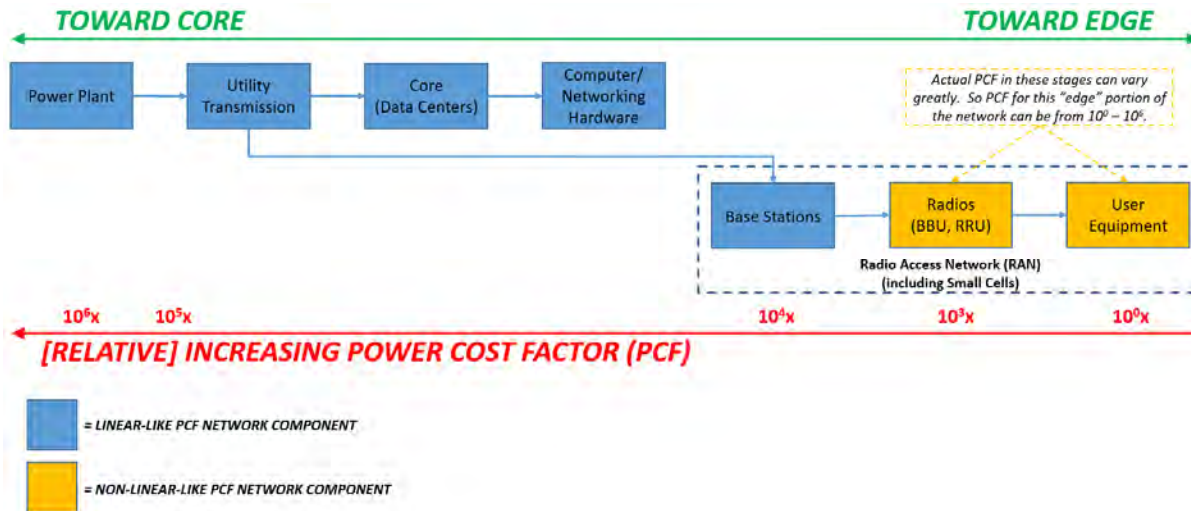 TOWARD CORE
TOWARD EDGE
Power Plant
Utility
Transmission
Core
(Data Centers)
Computer/
Networking
Hardware
Actual PCF in these stages can vary
greatly. So PCF for this "edge" portion of
the network can be from 10⁰ – 10⁶.
Base Stations
Radios
(BBU, RRU)
User
Equipment
Radio Access Network (RAN)
(including Small Cells)
10⁶x
10⁵x
10⁴x
10³x
10⁰x
[RELATIVE] INCREASING POWER COST FACTOR (PCF)
= LINEAR-LIKE PCF NETWORK COMPONENT
= NON-LINEAR-LIKE PCF NETWORK COMPONENT